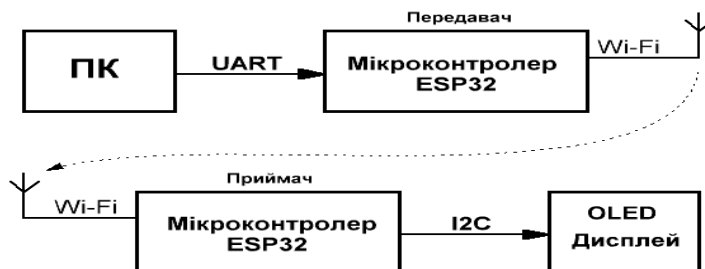 Передавач
ПК
UART
Мікроконтролер
ESP32
Wi-Fi
Приймач
Wi-Fi
Мікроконтролер
ESP32
I2C
OLED
Дисплей